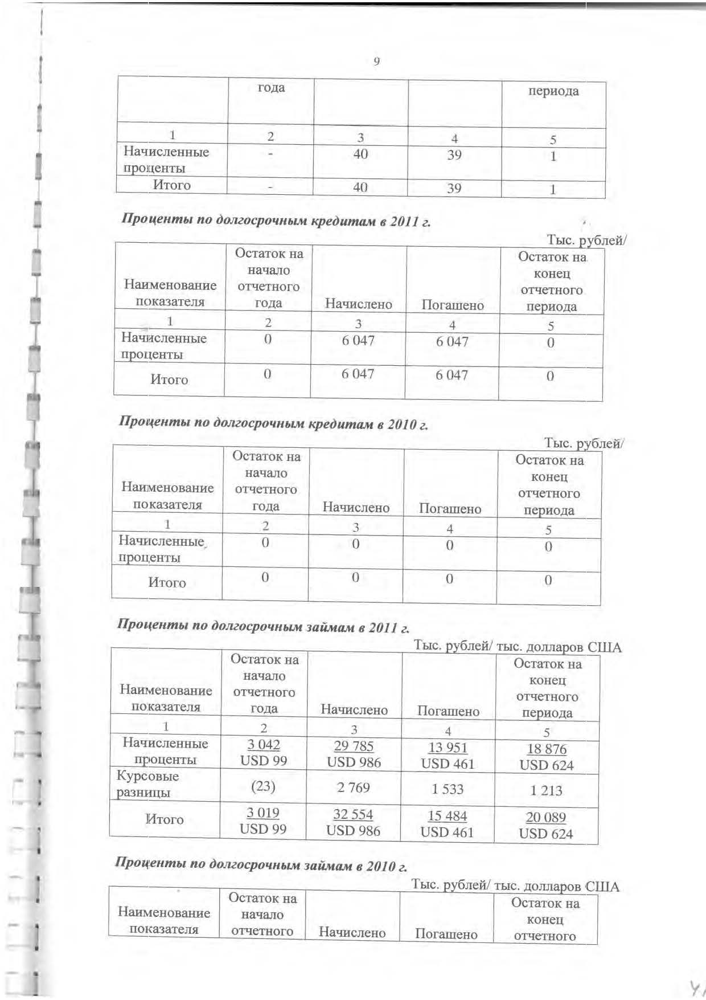 9
года периода
1 2 3 4 5
Начисленные - 40 39 1
проценты
Итого - 40 39 1
Проценты по долгосрочным кредитам в 2011 г.
Тыс. рублей/
Остаток на Остаток на
начало конец
Наименование отчетного отчетного
показателя года Начислено Погашено периода
1 2 3 4 5
Начисленные 0 6 047 6 047 0
проценты
Итого 0 6 047 6 047 0
Проценты по долгосрочным кредитам в 2010 г.
Тыс. рублей/
Остаток на Остаток на
начало конец
Наименование отчетного отчетного
показателя года Начислено Погашено периода
1 2 3 4 5
Начисленные 0 0 0 0
проценты
Итого 0 0 0 0
Проценты по долгосрочным займам в 2011 г.
Тыс. рублей/ тыс. долларов США
Остаток на Остаток на
начало конец
Наименование отчетного отчетного
показателя года Начислено Погашено периода
1 2 3 4 5
Начисленные 3 042 29 785 13 951 18 876
проценты USD 99 USD 986 USD 461 USD 624
Курсовые
разницы (23) 2 769 1 533 1 213
Итого 3 019 32 554 15 484 20 089
USD 99 USD 986 USD 461 USD 624
Проценты по долгосрочным займам в 2010 г.
Тыс. рублей/ тыс. долларов США
Остаток на Остаток на
Наименование начало конец
показателя отчетного Начислено Погашено отчетного